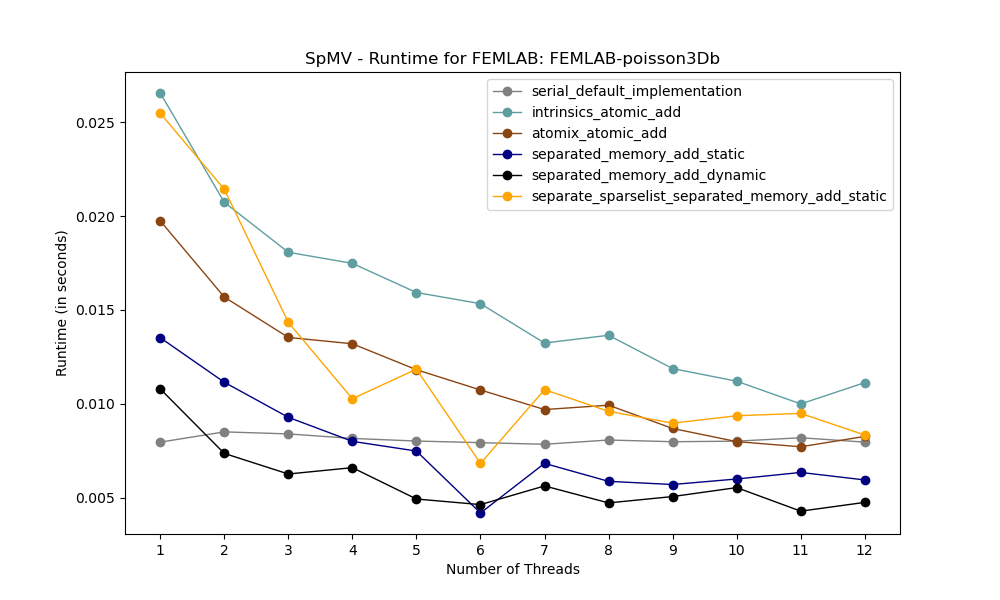 SpMV - Runtime for FEMLAB: FEMLAB-poisson3Db
serial_default_implementation
intrinsics_atomic_add
atomix_atomic_add
separated_memory_add_static
separated_memory_add_dynamic
separate_sparselist_separated_memory_add_static
Runtime (in seconds)
0.025
0.020
0.015
0.010
0.005
1 2 3 4 5 6 7 8 9 10 11 12
Number of Threads